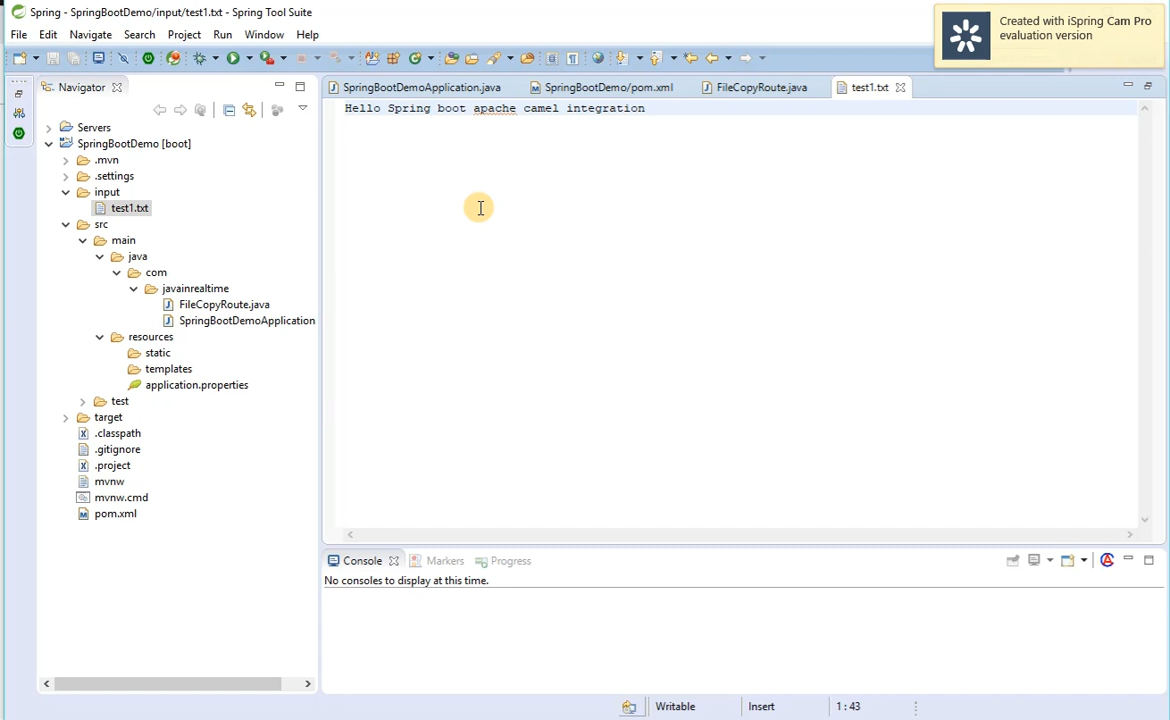 Spring - SpringBootDemo/input/test1.txt - Spring Tool Suite
Created with iSpring Cam Pro
evaluation version
File Edit Navigate Search Project Run Window Help
Navigator
SpringBootDemoApplication.java SpringBootDemo/pom.xml FileCopyRoute.java test1.txt
Hello Spring boot apache camel integration
Servers
SpringBootDemo [boot]
.mvn
.settings
input
test1.txt
src
main
java
com
javainrealtime
FileCopyRoute.java
SpringBootDemoApplication
resources
static
templates
application.properties
test
target
.classpath
.gitignore
.project
mvnw
mvnw.cmd
pom.xml
Console Markers Progress
No consoles to display at this time.
Writable Insert 1 : 43